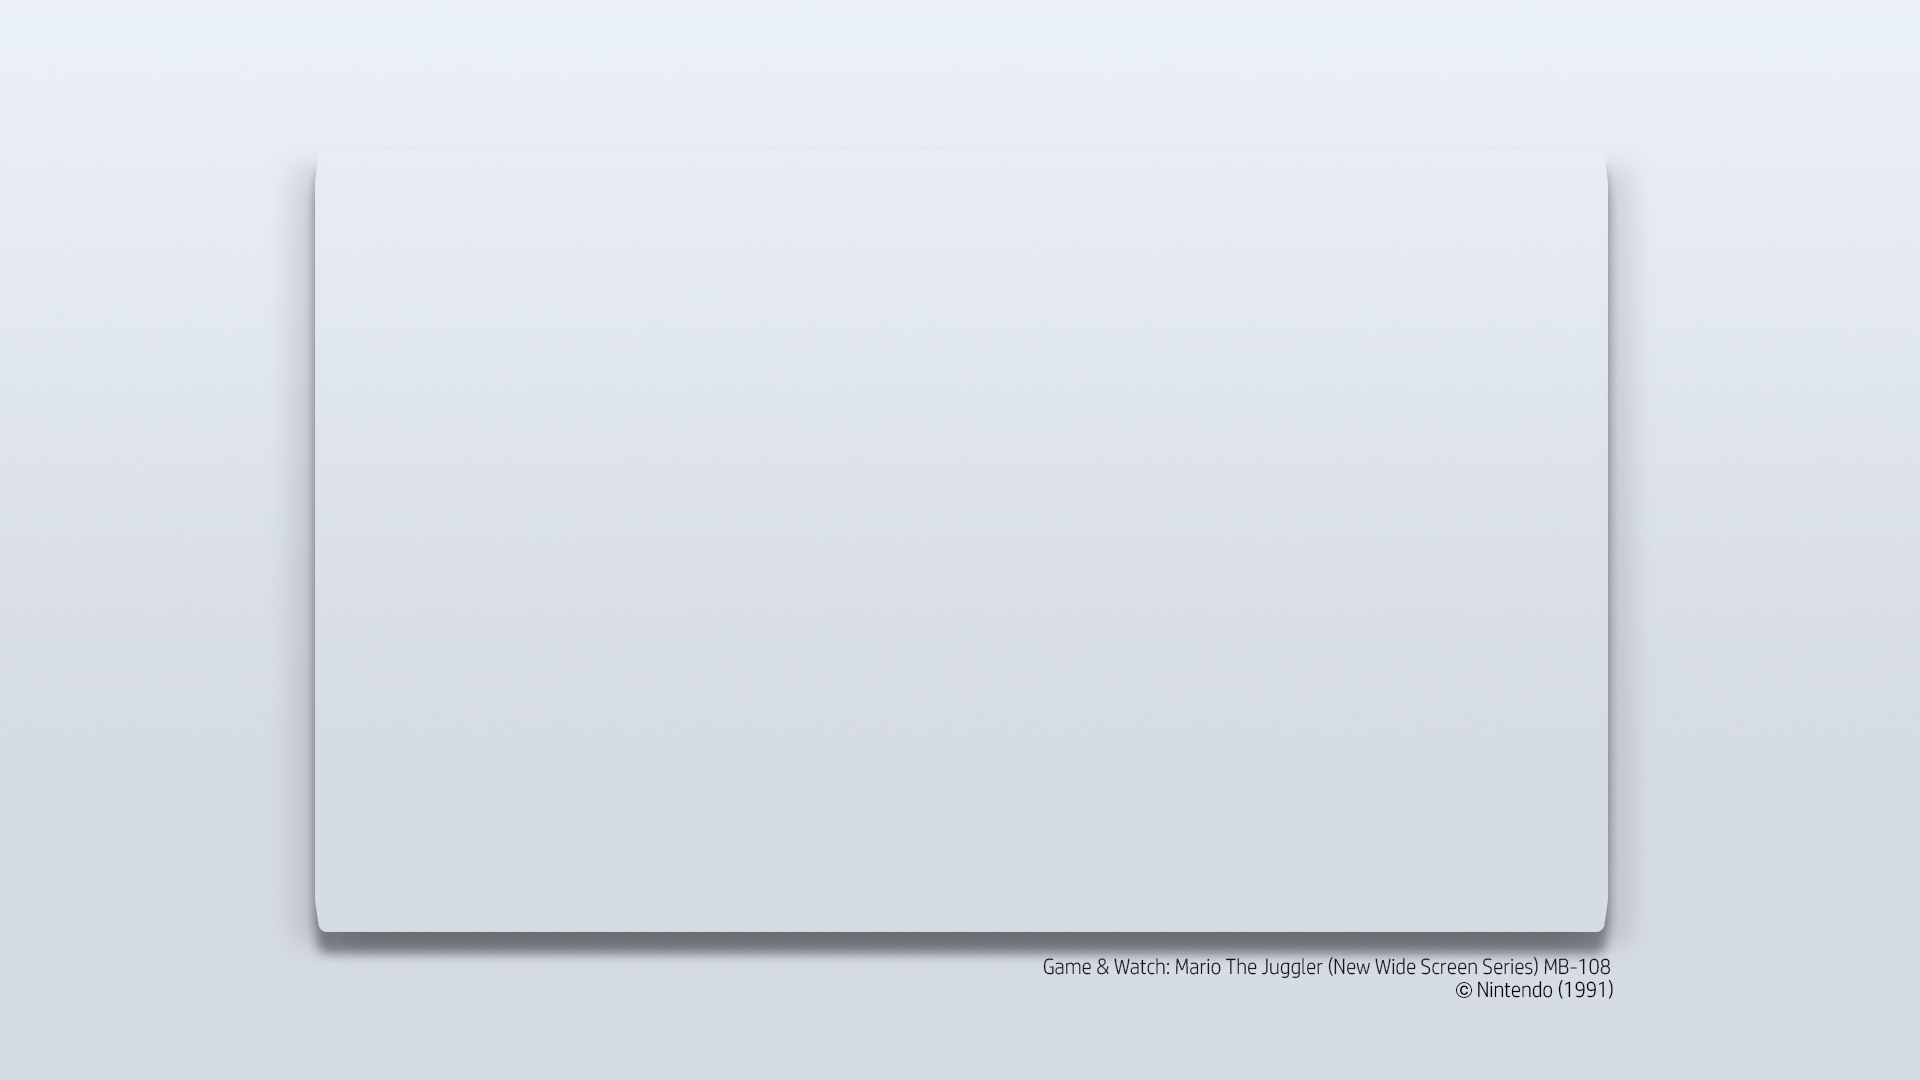 Game & Watch: Mario The Juggler (New Wide Screen Series) MB-108
© Nintendo (1991)